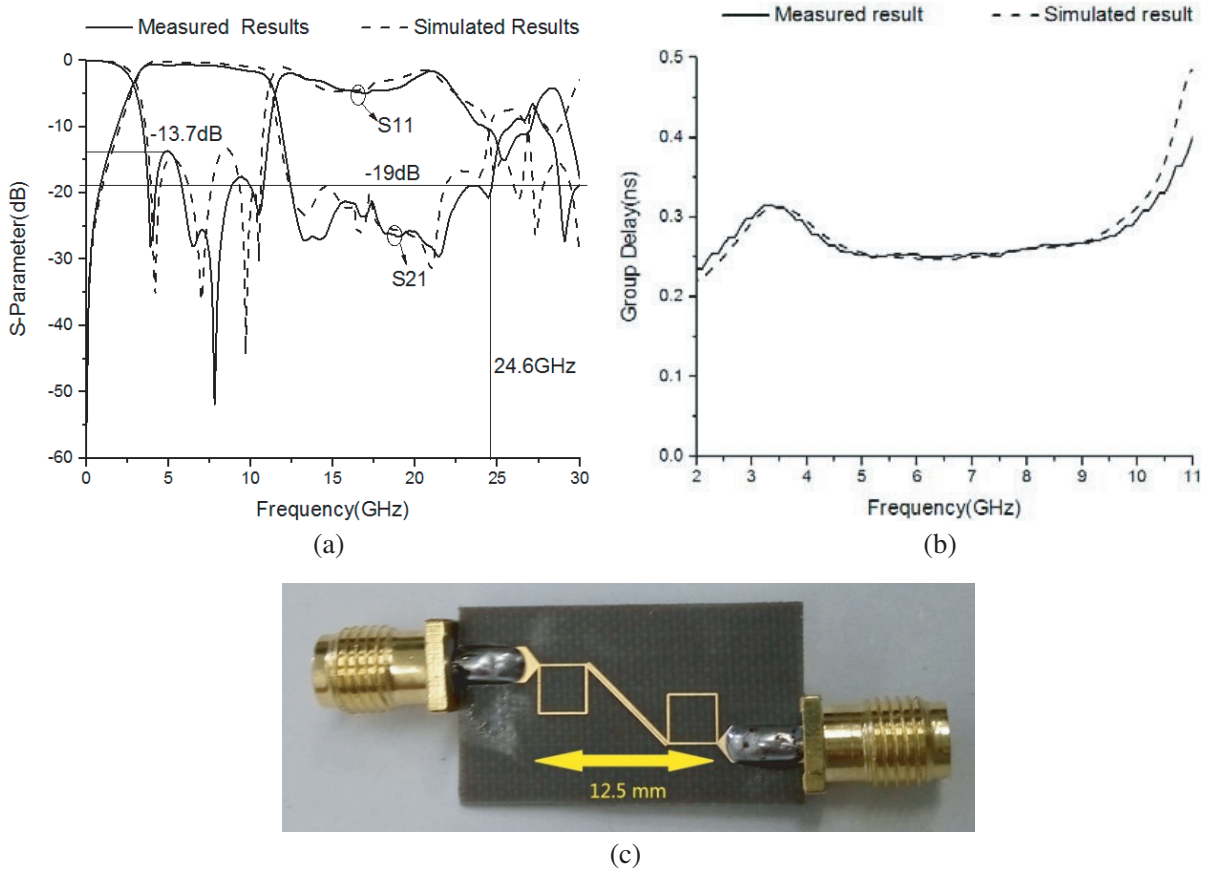 Measured Results Simulated Results
0
-10
-20
-30
-40
-50
-60
S-Parameter(dB)
-13.7dB
S11
-19dB
S21
24.6GHz
0 5 10 15 20 25 30
Frequency(GHz)
(a)
Measured result Simulated result
0.5
0.4
0.3
0.2
0.1
0.0
Group Delay(ns)
2 3 4 5 6 7 8 9 10 11
Frequency(GHz)
(b)
12.5 mm
(c)